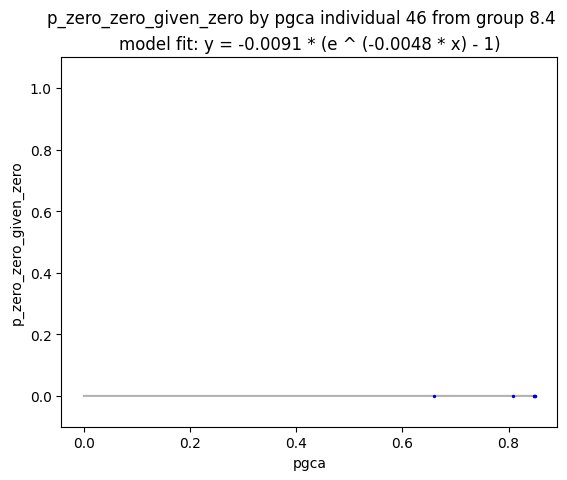 p_zero_zero_given_zero by pgca individual 46 from group 8.4
model fit: y = -0.0091 * (e ^ (-0.0048 * x) - 1)
1.0
0.8
0.6
0.4
0.2
0.0
p_zero_zero_given_zero
0.0 0.2 0.4 0.6 0.8
pgca